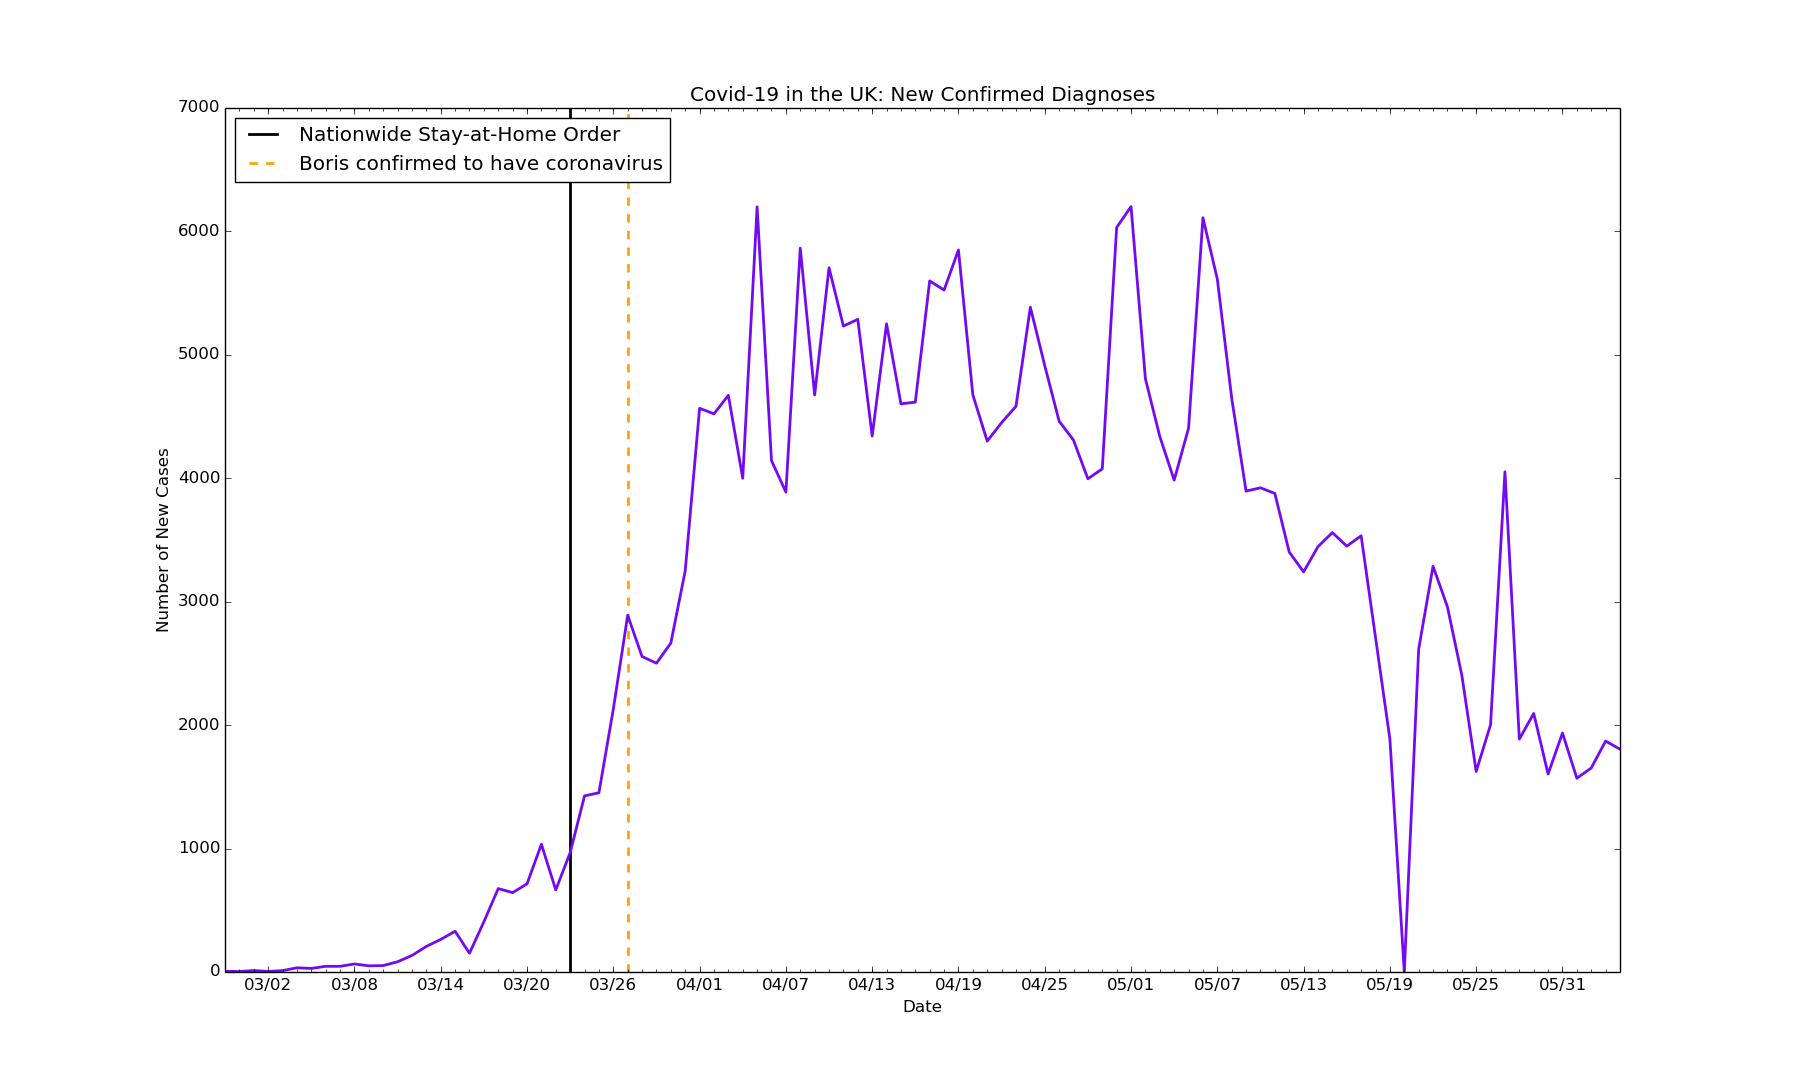 Covid-19 in the UK: New Confirmed Diagnoses
Nationwide Stay-at-Home Order
Boris confirmed to have coronavirus
7000
6000
5000
4000
3000
2000
1000
0
Number of New Cases
03/02 03/08 03/14 03/20 03/26 04/01 04/07 04/13 04/19 04/25 05/01 05/07 05/13 05/19 05/25 05/31
Date